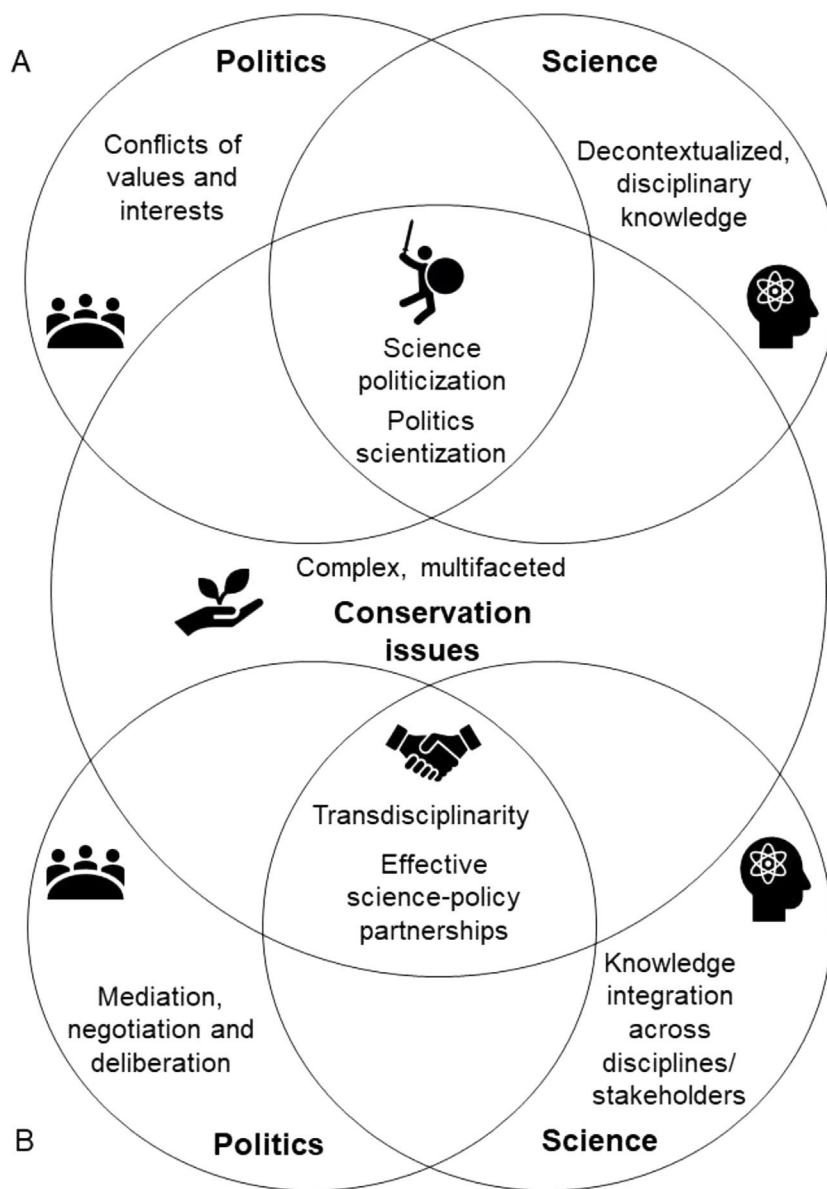 A
Politics
Science
Conflicts of
values and
interests
Decontextualized,
disciplinary
knowledge
Science
politicization
Politics
scientization
Complex, multifaceted
Conservation
issues
Transdisciplinarity
Effective
science-policy
partnerships
Mediation,
negotiation and
deliberation
Knowledge
integration
across
disciplines/
stakeholders
B
Politics
Science